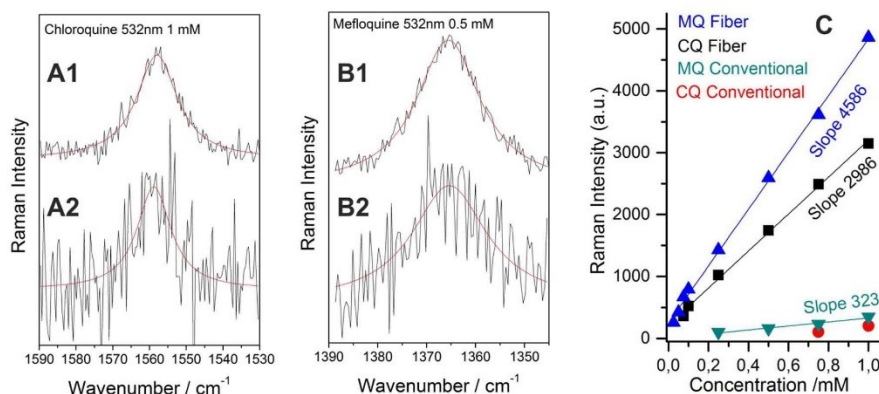 Chloroquine 532nm 1 mM
A1
A2
Raman Intensity
1590 1580 1570 1560 1550 1540 1530
Wavenumber / cm⁻¹
Mefloquine 532nm 0.5 mM
B1
B2
Raman Intensity
1390 1380 1370 1360 1350
Wavenumber / cm⁻¹
C
MQ Fiber
CQ Fiber
MQ Conventional
CQ Conventional
Slope 4586
Slope 2986
Slope 323
Raman Intensity (a.u.)
5000
4000
3000
2000
1000
0
0,0 0,2 0,4 0,6 0,8 1,0
Concentration /mM